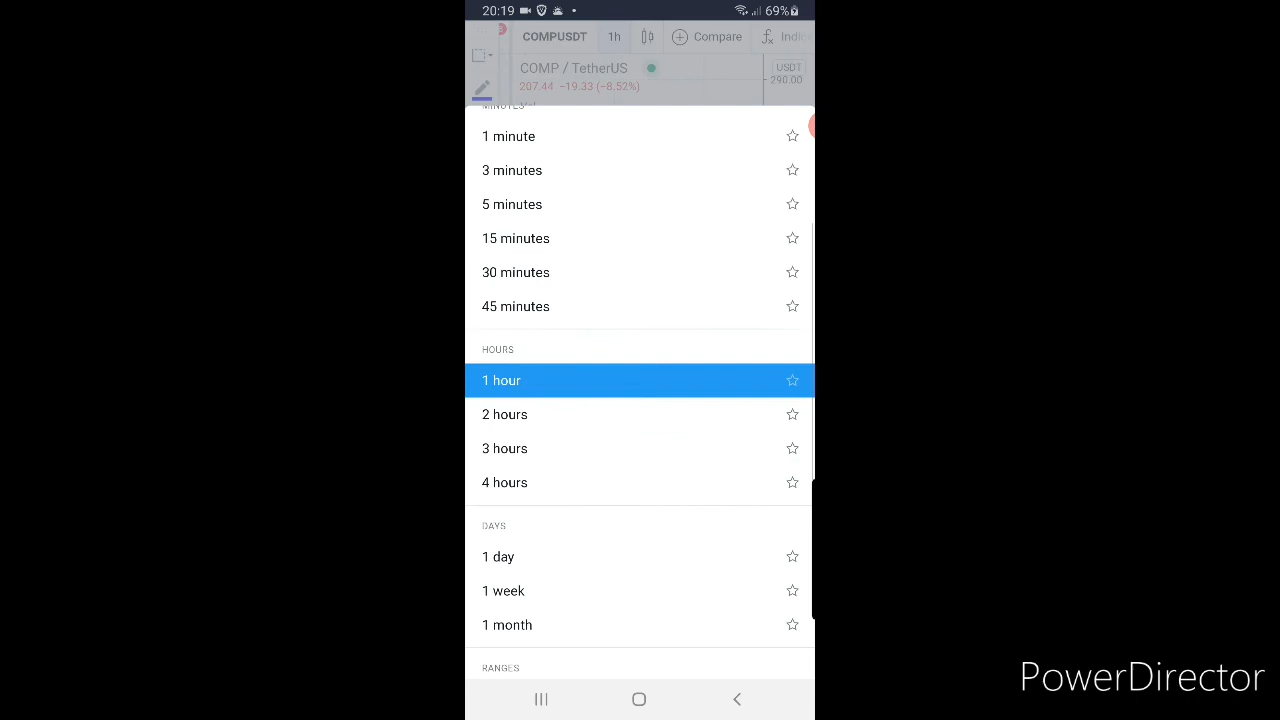 20:19
69%
COMPUSDT 1h Compare Indic
COMP / TetherUS
USDT
290.00
207.44 −19.33 (−8.52%)
MINUTES
1 minute
3 minutes
5 minutes
15 minutes
30 minutes
45 minutes
HOURS
1 hour
2 hours
3 hours
4 hours
DAYS
1 day
1 week
1 month
RANGES
PowerDirector